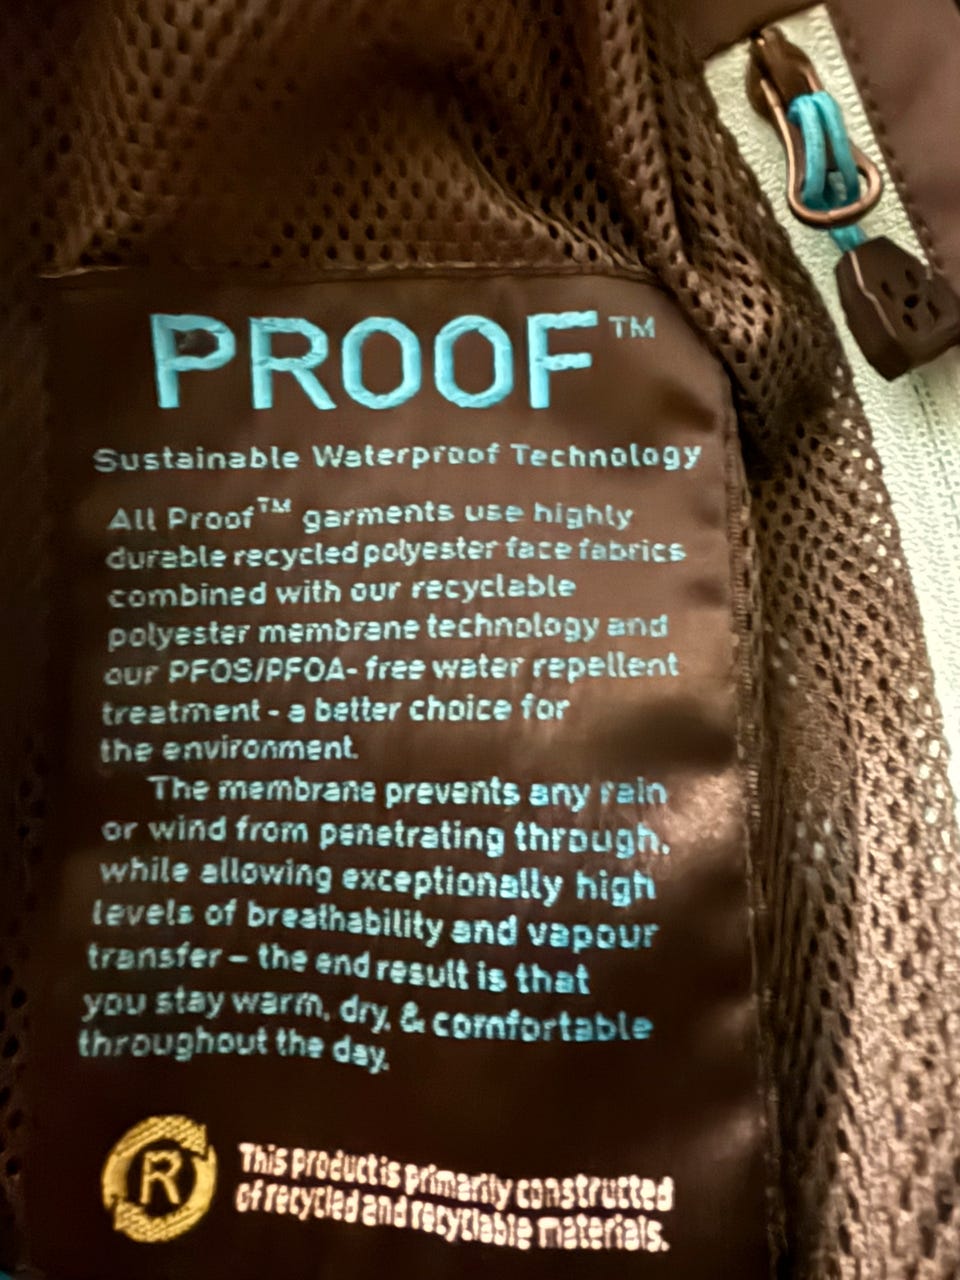 PROOF™
Sustainable Waterproof Technology
All Proof™ garments use highly
durable recycled polyester face fabrics
combined with our recyclable
polyester membrane technology and
our PFOS/PFOA- free water repellent
treatment - a better choice for
the environment.
The membrane prevents any rain
or wind from penetrating through,
while allowing exceptionally high
levels of breathability and vapour
transfer – the end result is that
you stay warm, dry, & comfortable
throughout the day.
R
This product is primarily constructed
of recycled and recyclable materials.